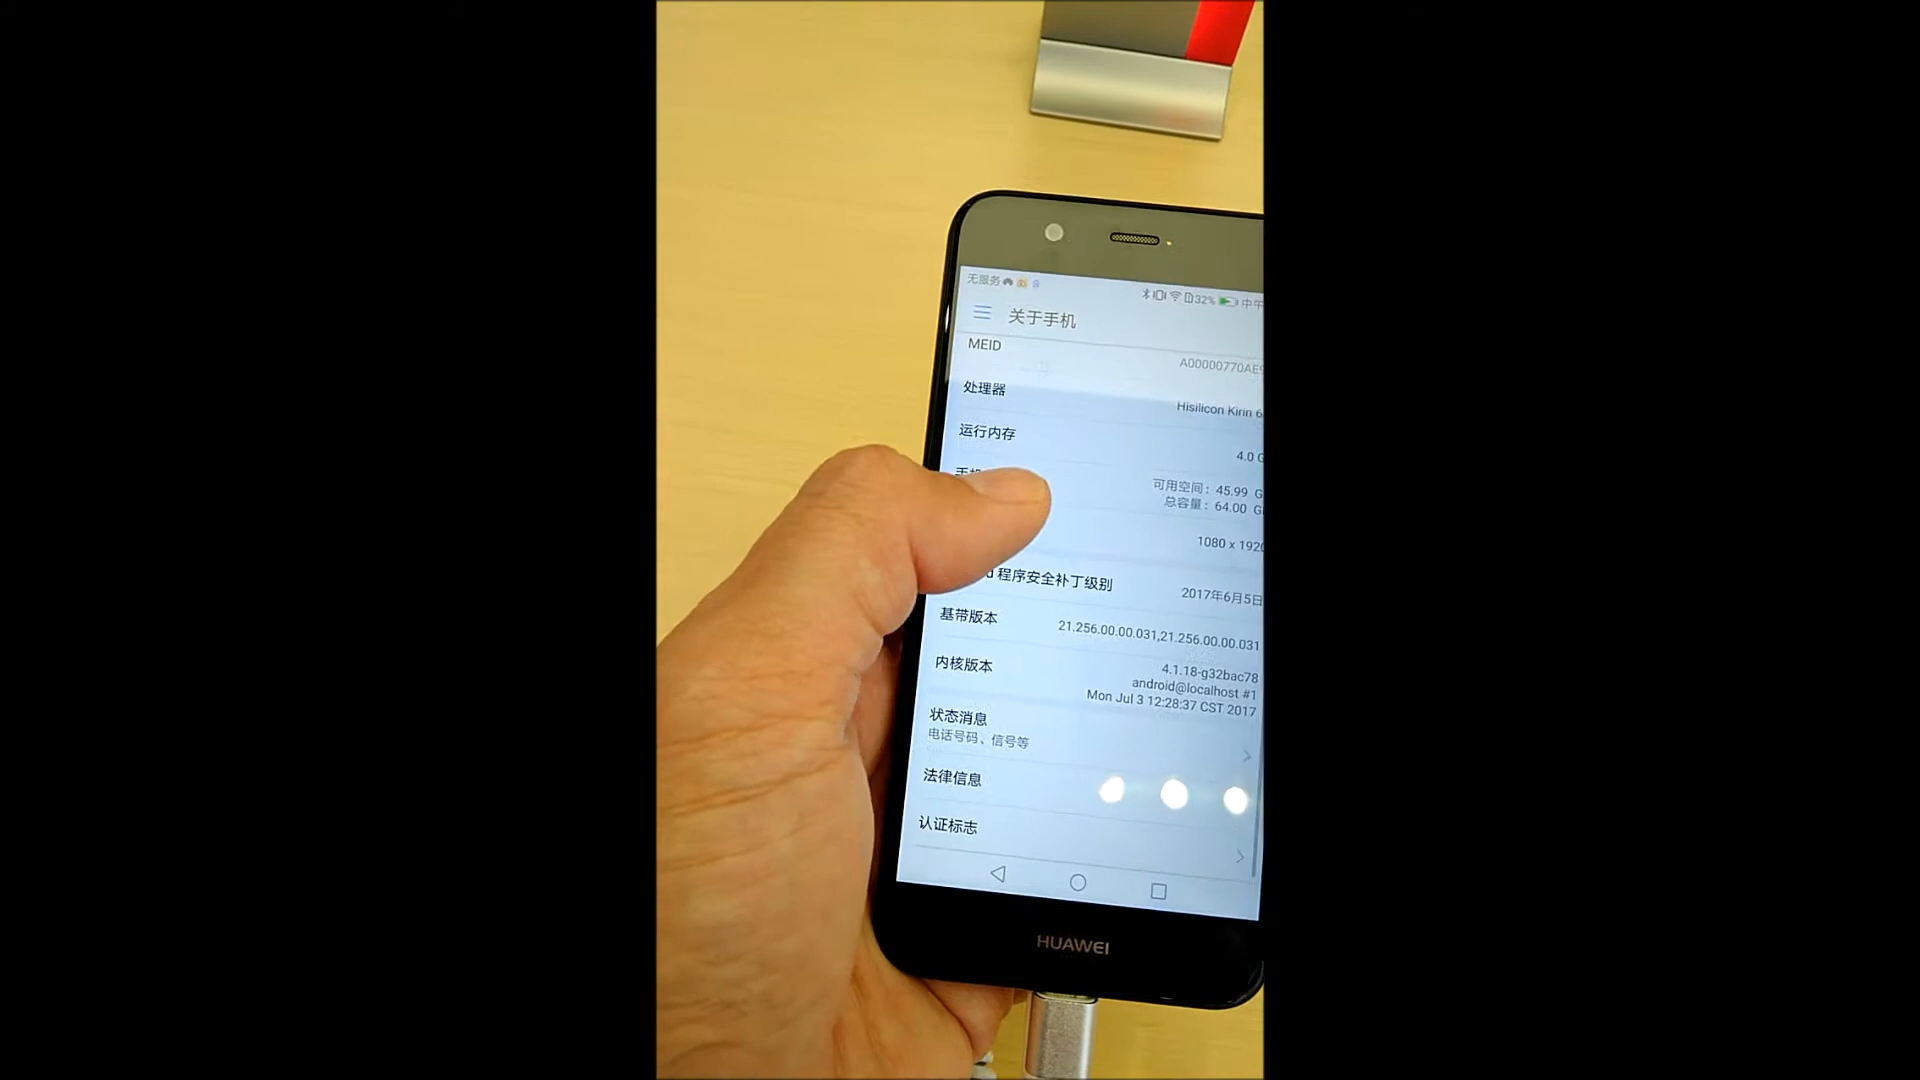 无服务 32% 中午
关于手机
MEID A00000770AE
处理器 Hisilicon Kirin 6
运行内存 4.0 G
可用空间：45.99 G
总容量：64.00 G
1080 x 1920
程序安全补丁级别 2017年6月5日
基带版本 21.256.00.00.031,21.256.00.00.031
内核版本 4.1.18-g32bac78
android@localhost #1
Mon Jul 3 12:28:37 CST 2017
状态消息
电话号码、信号等
法律信息
认证标志
HUAWEI